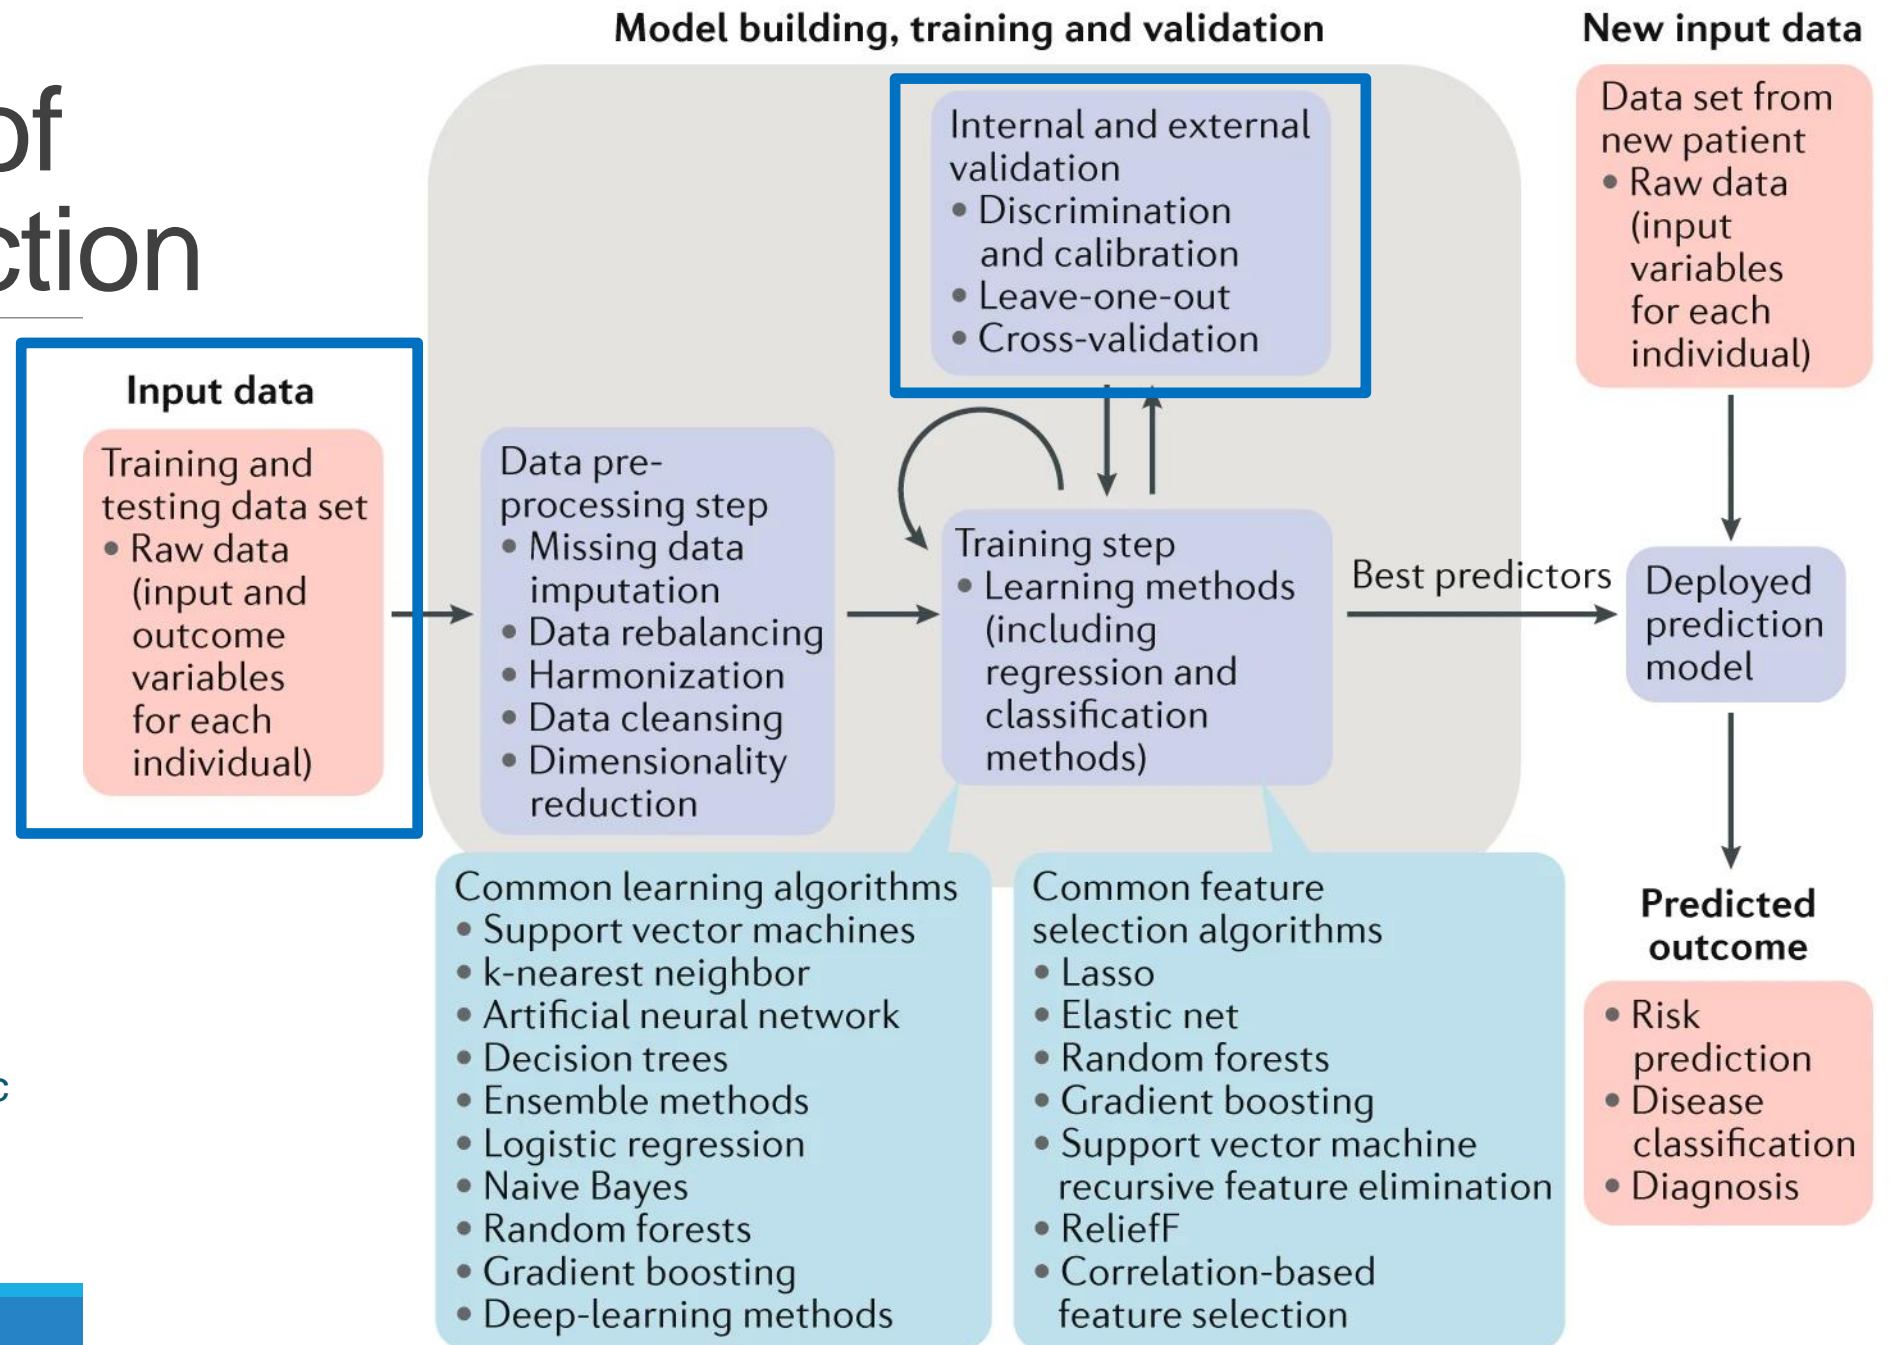 of
ction
Input data
Training and
testing data set
• Raw data
(input and
outcome
variables
for each
individual)
c
Model building, training and validation
Internal and external
validation
• Discrimination
and calibration
• Leave-one-out
• Cross-validation
Data pre-
processing step
• Missing data
imputation
• Data rebalancing
• Harmonization
• Data cleansing
• Dimensionality
reduction
Training step
• Learning methods
(including
regression and
classification
methods)
Best predictors
Common learning algorithms
• Support vector machines
• k-nearest neighbor
• Artificial neural network
• Decision trees
• Ensemble methods
• Logistic regression
• Naive Bayes
• Random forests
• Gradient boosting
• Deep-learning methods
Common feature
selection algorithms
• Lasso
• Elastic net
• Random forests
• Gradient boosting
• Support vector machine
recursive feature elimination
• ReliefF
• Correlation-based
feature selection
New input data
Data set from
new patient
• Raw data
(input
variables
for each
individual)
Deployed
prediction
model
Predicted
outcome
• Risk
prediction
• Disease
classification
• Diagnosis